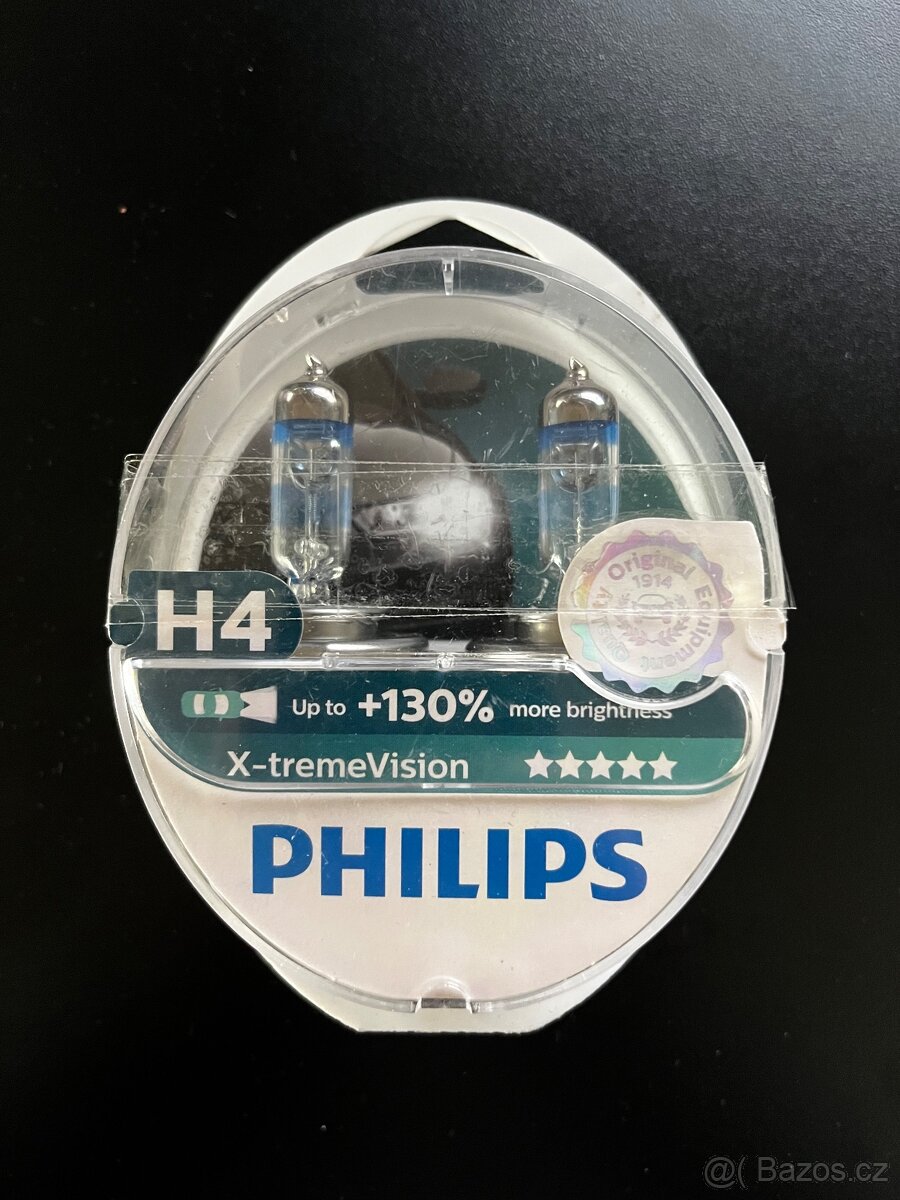 Original Equipment Quality
1914
H4
Up to +130% more brightness
X-tremeVision
PHILIPS
@( Bazos.cz